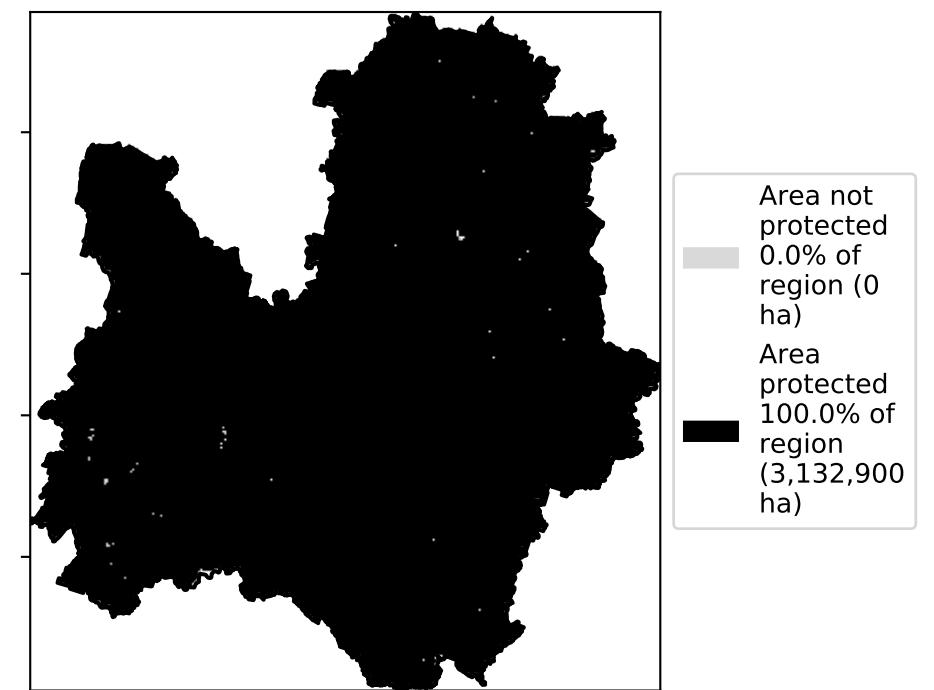 Area not
protected
0.0% of
region (0
ha)
Area
protected
100.0% of
region
(3,132,900
ha)